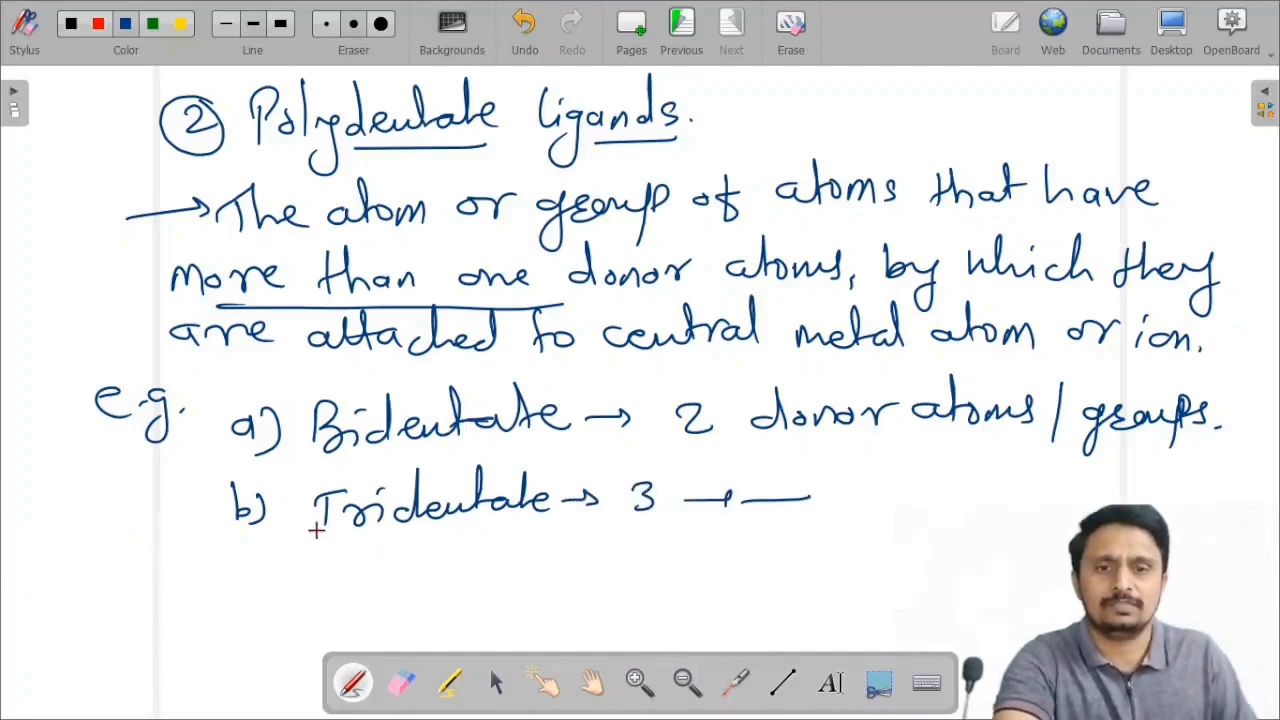 Stylus
Color
Line
Eraser
Backgrounds
Undo
Redo
Pages
Previous
Next
Erase
Board
Web
Documents
Desktop
OpenBoard
2 Polydentate ligands.
→ The atom or group of atoms that have
more than one donor atoms, by which they
are attached to central metal atom or ion.
e.g. a) Bidentate → 2 donor atoms/groups.
b) Tridentate → 3 —"—